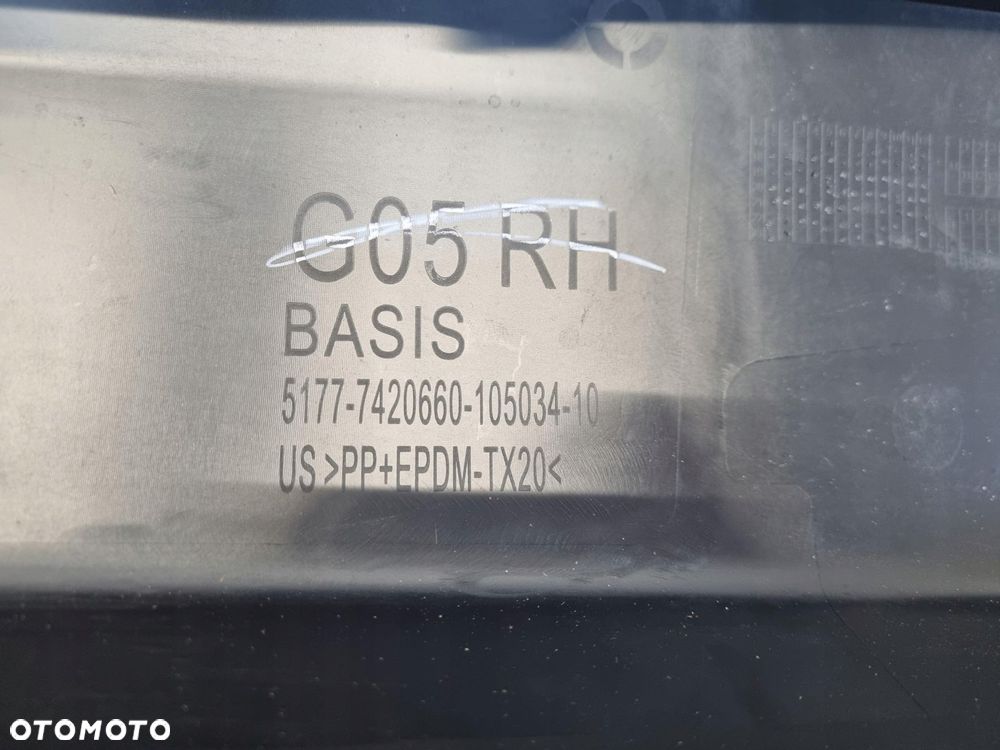 G05 RH
BASIS
5177-7420660-105034-10
US >PP+EPDM-TX20<
OTOMOTO